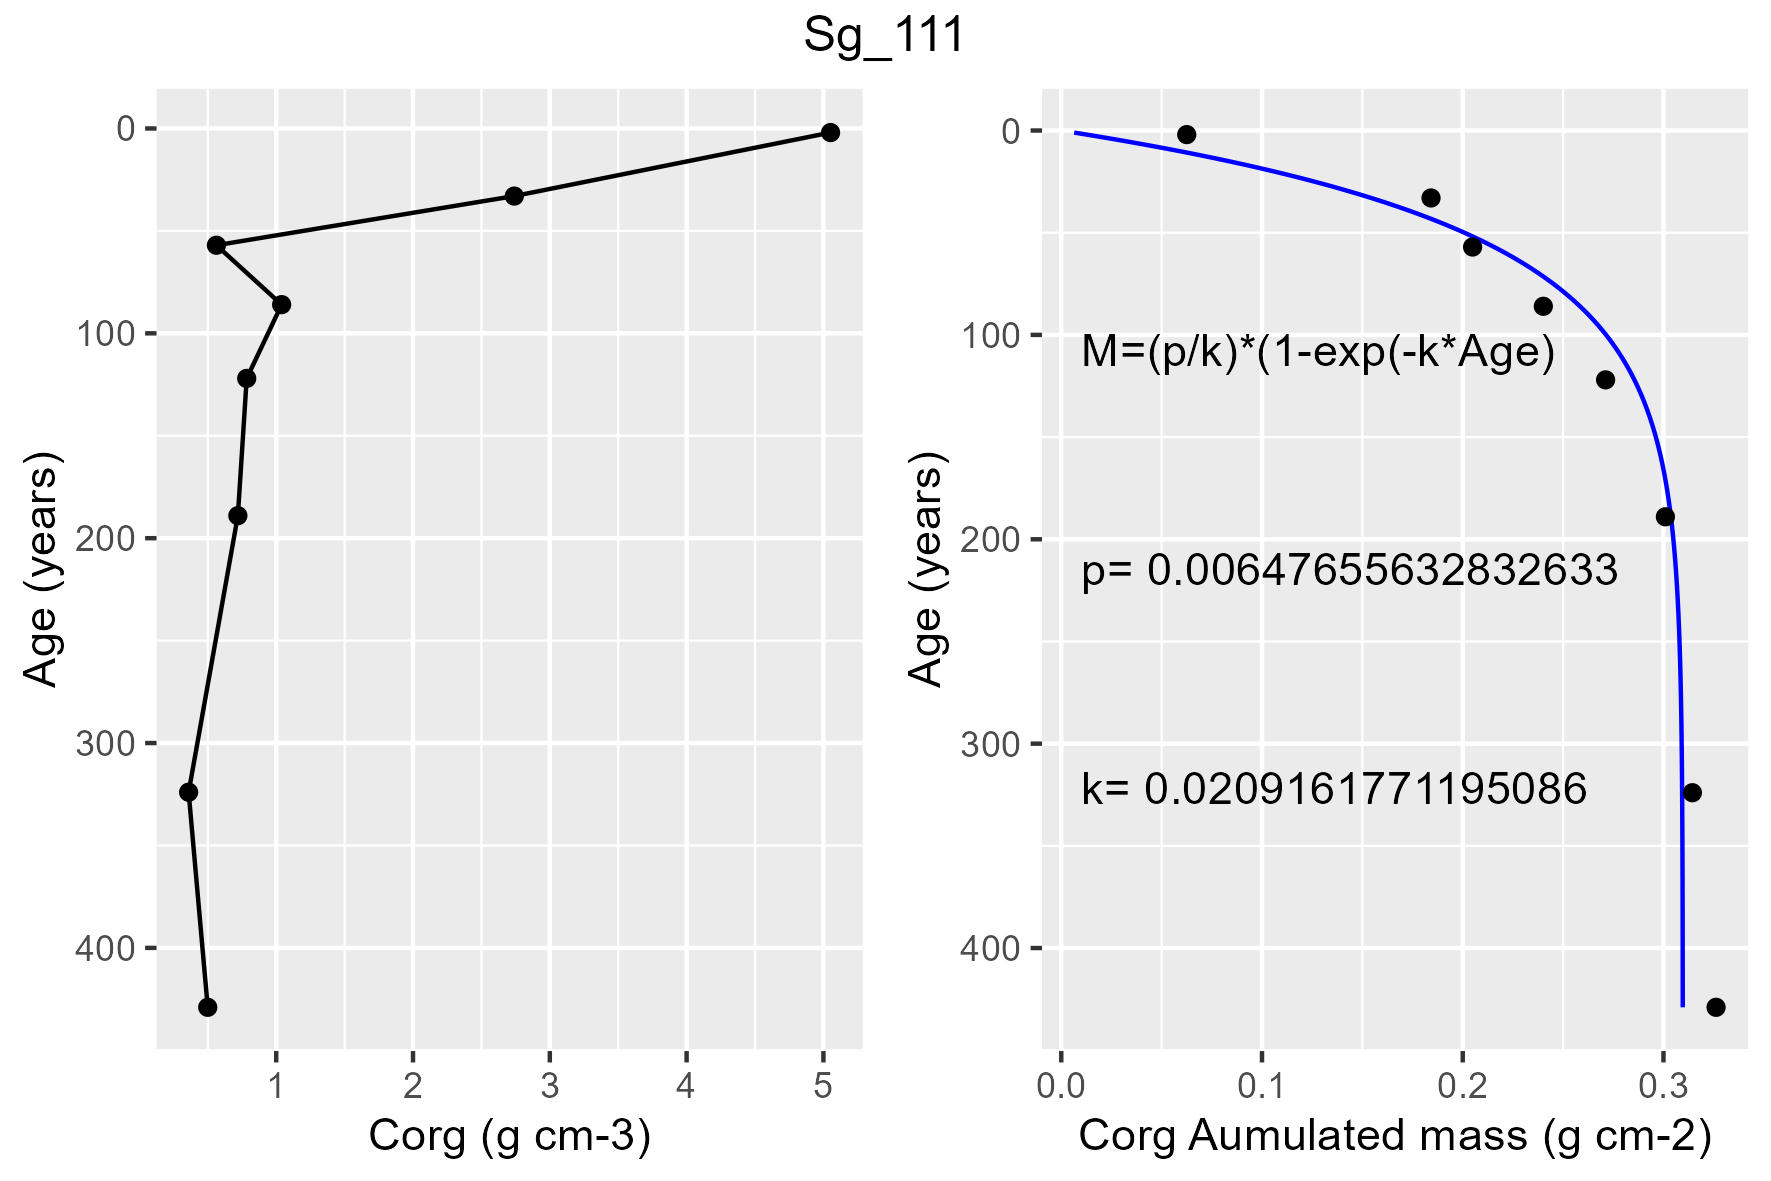 Sg_111
0
100
200
300
400
Age (years)
1 2 3 4 5
Corg (g cm-3)
0
100
200
300
400
Age (years)
M=(p/k)*(1-exp(-k*Age)
p= 0.00647655632832633
k= 0.0209161771195086
0.0 0.1 0.2 0.3
Corg Aumulated mass (g cm-2)